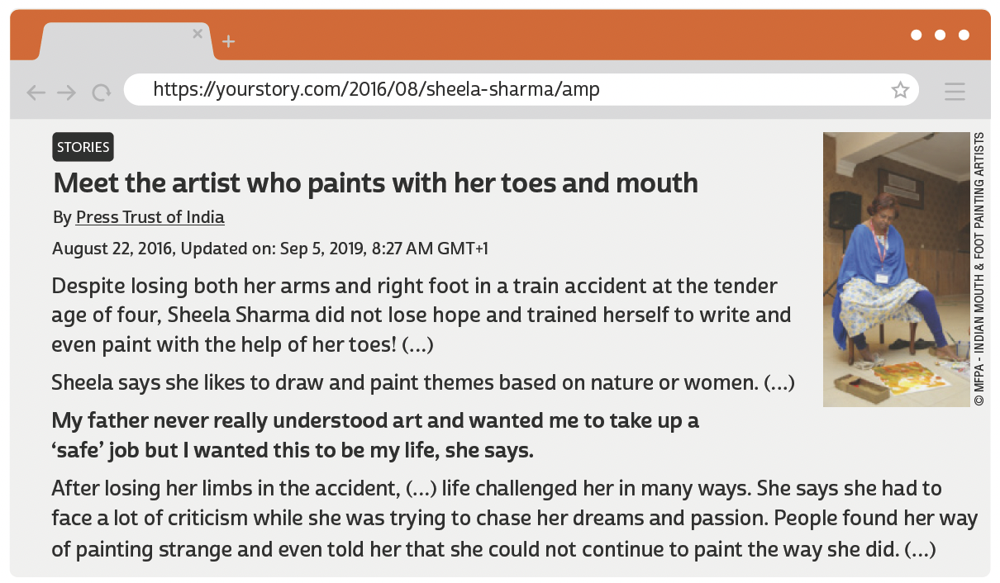 https://yourstory.com/2016/08/sheela-sharma/amp
STORIES
Meet the artist who paints with her toes and mouth
By Press Trust of India
August 22, 2016, Updated on: Sep 5, 2019, 8:27 AM GMT+1
Despite losing both her arms and right foot in a train accident at the tender
age of four, Sheela Sharma did not lose hope and trained herself to write and
even paint with the help of her toes! (...)
Sheela says she likes to draw and paint themes based on nature or women. (...)
My father never really understood art and wanted me to take up a
‘safe’ job but I wanted this to be my life, she says.
After losing her limbs in the accident, (...) life challenged her in many ways. She says she had to
face a lot of criticism while she was trying to chase her dreams and passion. People found her way
of painting strange and even told her that she could not continue to paint the way she did. (...)
© MFPA - INDIAN MOUTH & FOOT PAINTING ARTISTS